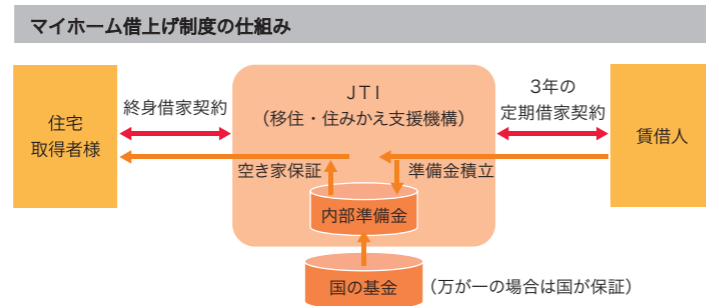 マイホーム借上げ制度の仕組み
住宅
取得者様
終身借家契約
JTI
(移住・住みかえ支援機構)
3年の
定期借家契約
賃借人
空き家保証
準備金積立
内部準備金
国の基金
(万が一の場合は国が保証)